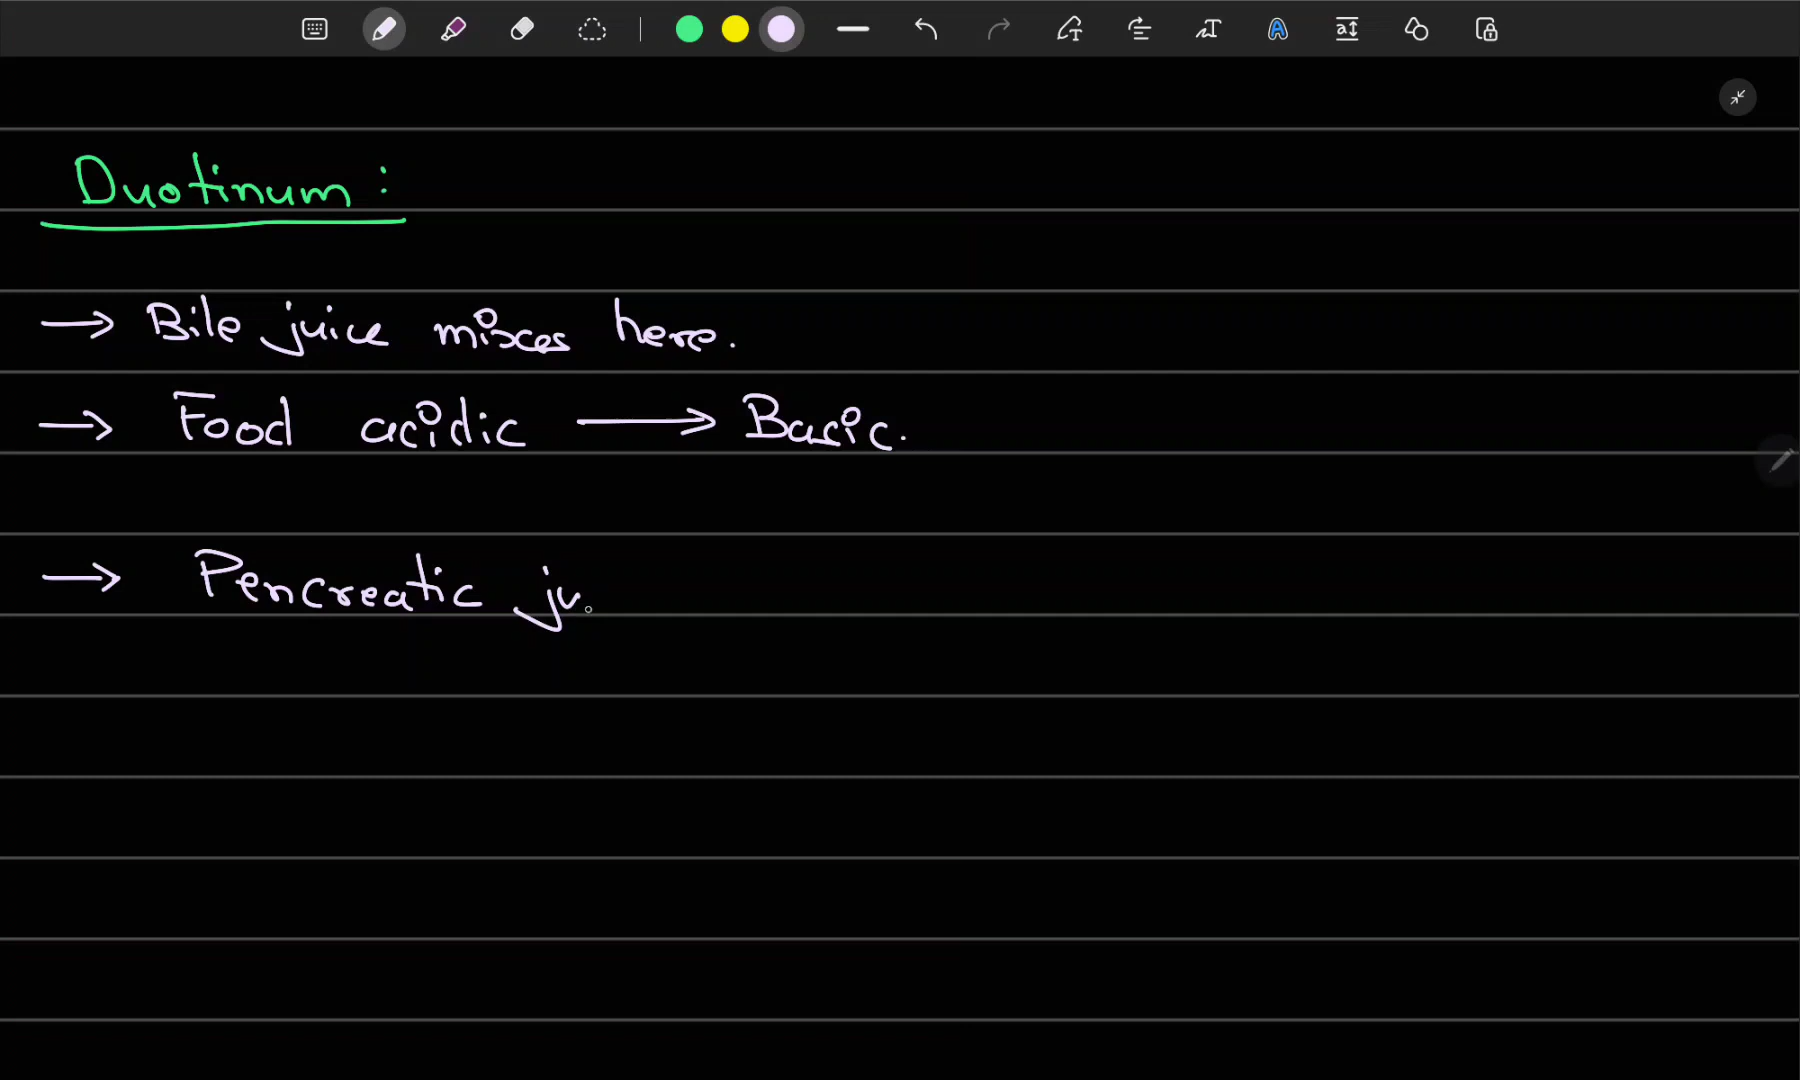 Duotinum :
→ Bile juice mixes here.
→ Food acidic → Basic.
→ Pencreatic ju